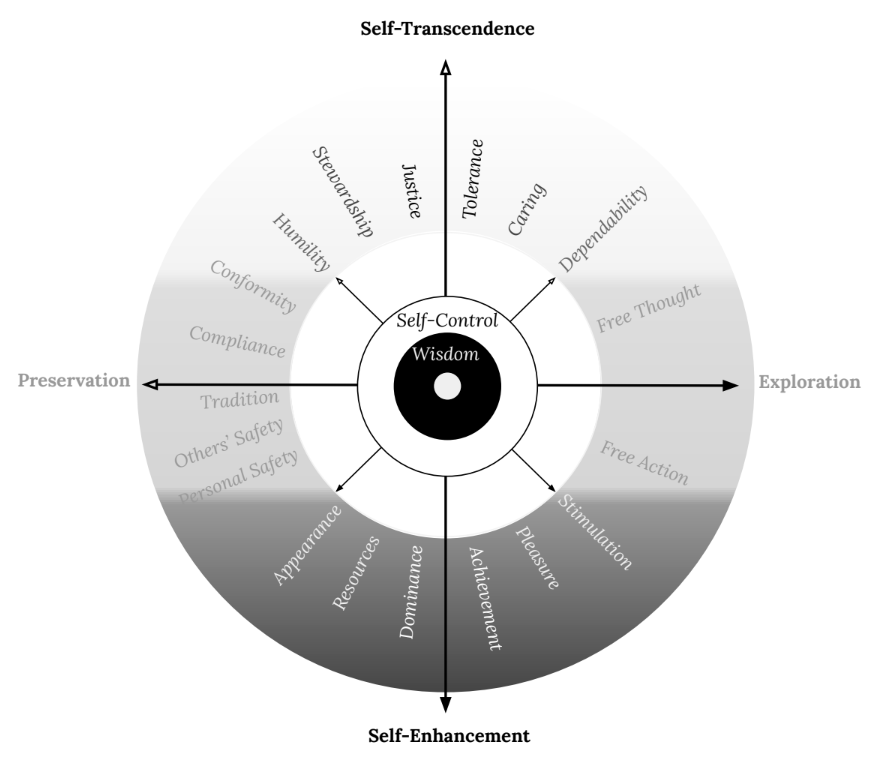 Self-Transcendence
Stewardship
Justice
Tolerance
Caring
Humility
Dependability
Conformity
Free Thought
Self-Control
Compliance
Wisdom
Preservation
Exploration
Tradition
Others' Safety
Personal Safety
Free Action
Appearance
Resources
Dominance
Achievement
Pleasure
Stimulation
Self-Enhancement